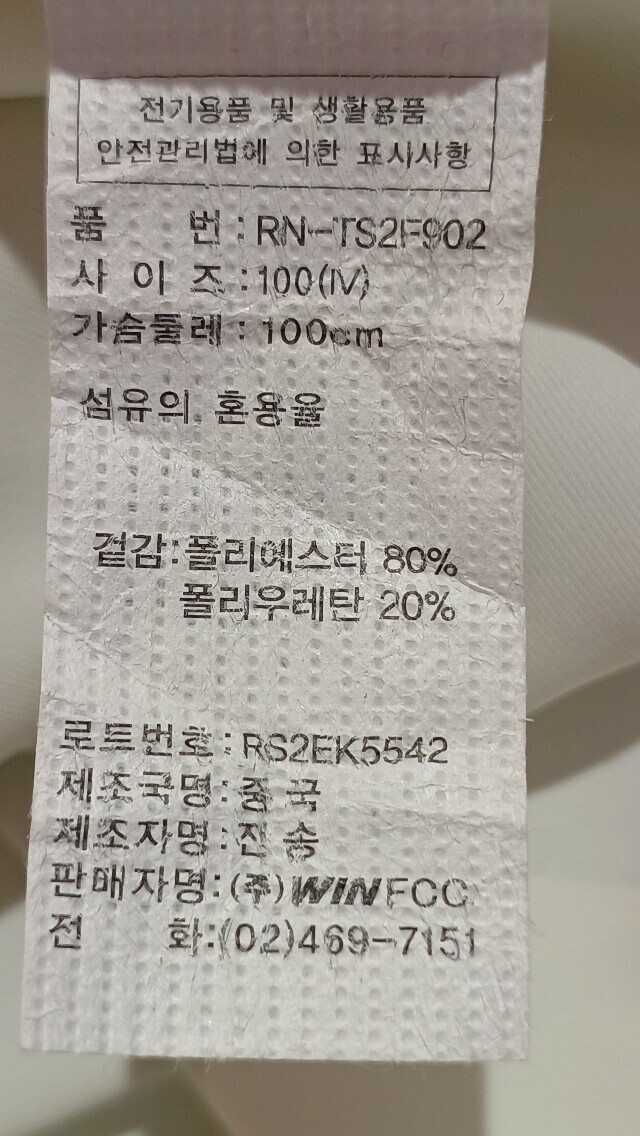 전기용품 및 생활용품
안전관리법에 의한 표시사항
품 번 : RN-TS2F902
사 이 즈 : 100(IV)
가슴둘레 : 100cm
섬유의 혼용율
겉감 : 폴리에스터 80%
폴리우레탄 20%
로트번호 : RS2EK5542
제조국명 : 중 국
제조자명 : 진 송
판매자명 : (주)WINFCC
전 화 : (02)469-7151